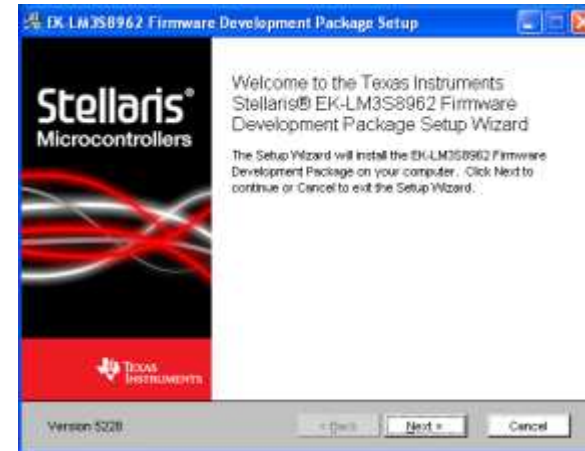 EK-LM3S8962 Firmware Development Package Setup
Stellaris®
Microcontrollers
Welcome to the Texas Instruments
Stellaris® EK-LM3S8962 Firmware
Development Package Setup Wizard
The Setup Wizard will install the EK-LM3S8962 Firmware
Development Package on your computer. Click Next to
continue or Cancel to exit the Setup Wizard.
TEXAS
INSTRUMENTS
Version 5228
< Back
Next >
Cancel